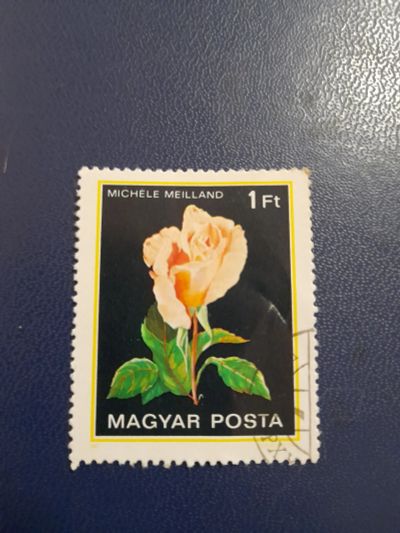 MICHÈLE MEILLAND
1 Ft
MAGYAR POSTA